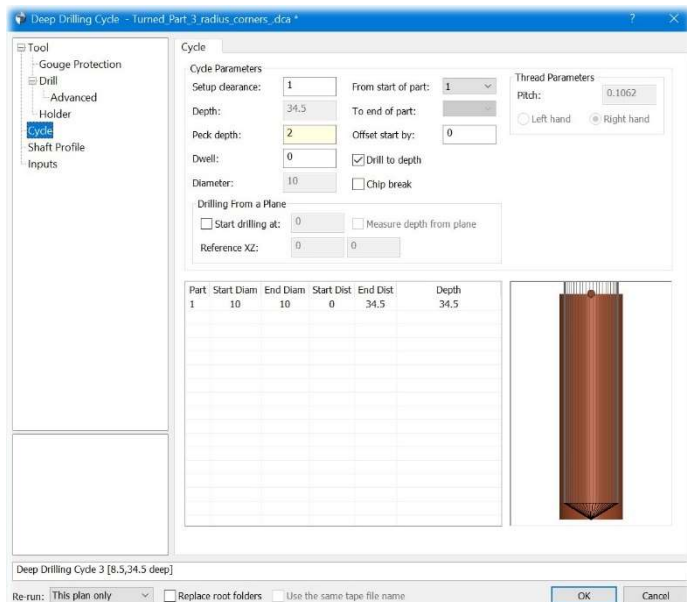 Deep Drilling Cycle - Turned_Part_3_radius_corners_.dca *
? X
Tool
Gouge Protection
Drill
Advanced
Holder
Cycle
Shaft Profile
Inputs
Cycle
Cycle Parameters
Setup clearance: 1 From start of part: 1
Depth: 34.5 To end of part:
Peck depth: 2 Offset start by: 0
Dwell: 0 Drill to depth
Diameter: 10 Chip break
Thread Parameters
Pitch: 0.1062
Left hand Right hand
Drilling From a Plane
Start drilling at: 0 Measure depth from plane
Reference XZ: 0 0
Part Start Diam End Diam Start Dist End Dist Depth
1 10 10 0 34.5 34.5
Deep Drilling Cycle 3 [8.5,34.5 deep]
Re-run: This plan only Replace root folders Use the same tape file name OK Cancel